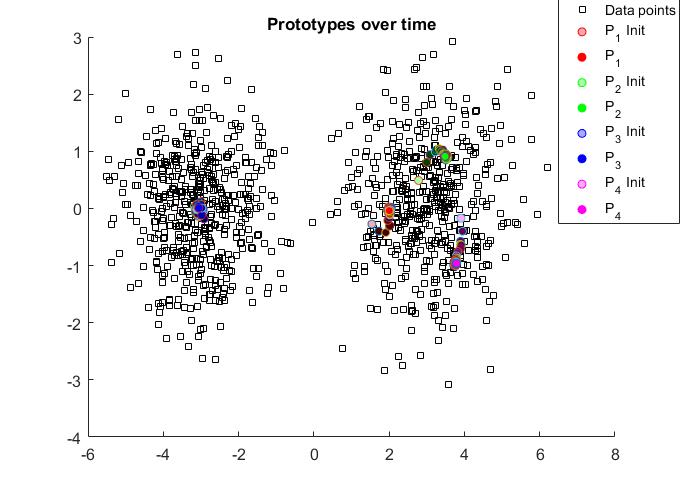 Prototypes over time
Data points
P1 Init
P1
P2 Init
P2
P3 Init
P3
P4 Init
P4
3
2
1
0
-1
-2
-3
-4
-6 -4 -2 0 2 4 6 8